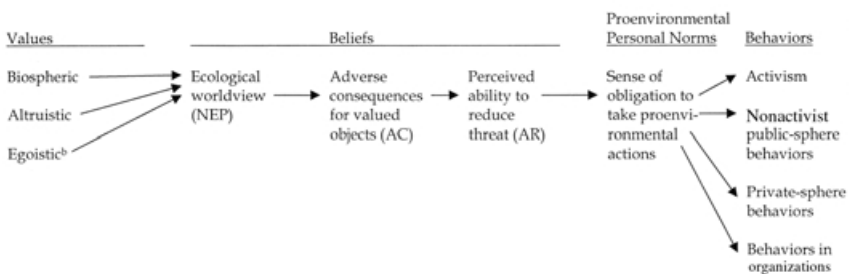 Proenvironmental
Values Beliefs Personal Norms Behaviors
Biospheric
Altruistic
Egoisticᵇ
Ecological
worldview
(NEP)
Adverse
consequences
for valued
objects (AC)
Perceived
ability to
reduce
threat (AR)
Sense of
obligation to
take proenvi-
ronmental
actions
Activism
Nonactivist
public-sphere
behaviors
Private-sphere
behaviors
Behaviors in
organizations